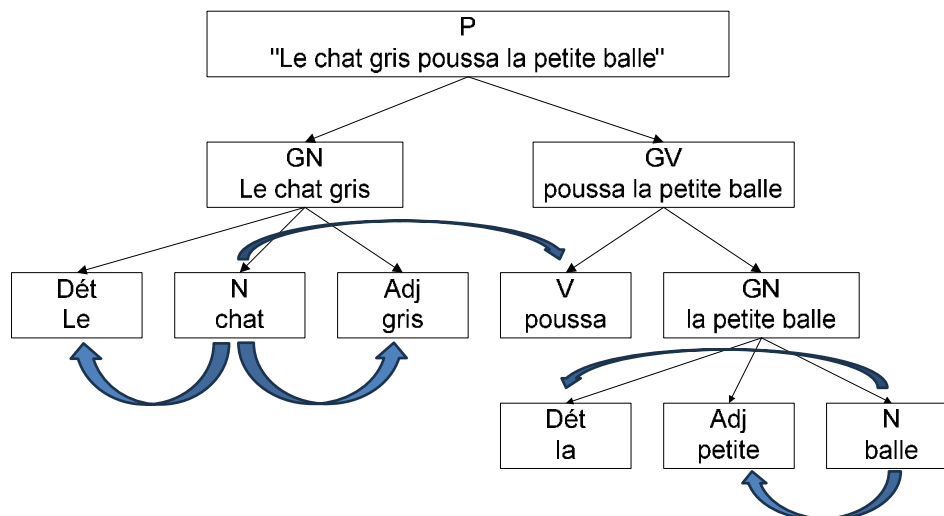 P
"Le chat gris poussa la petite balle"
GN
Le chat gris
GV
poussa la petite balle
Dét
Le
N
chat
Adj
gris
V
poussa
GN
la petite balle
Dét
la
Adj
petite
N
balle